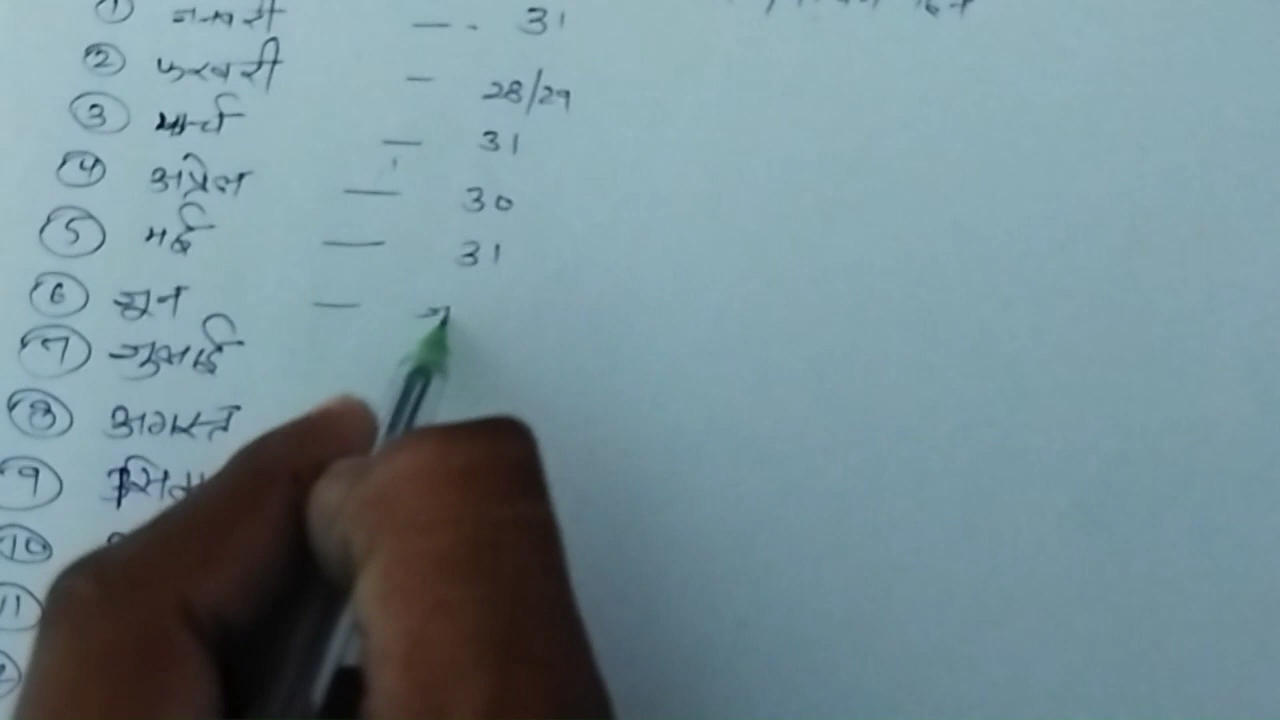 ① जनवरी — . 31
② फरवरी — 28/29
③ मार्च — 31
④ अप्रैल — 30
⑤ मई — 31
⑥ जून —
⑦ जुलाई
⑧ अगस्त
⑨ सित
⑩
11